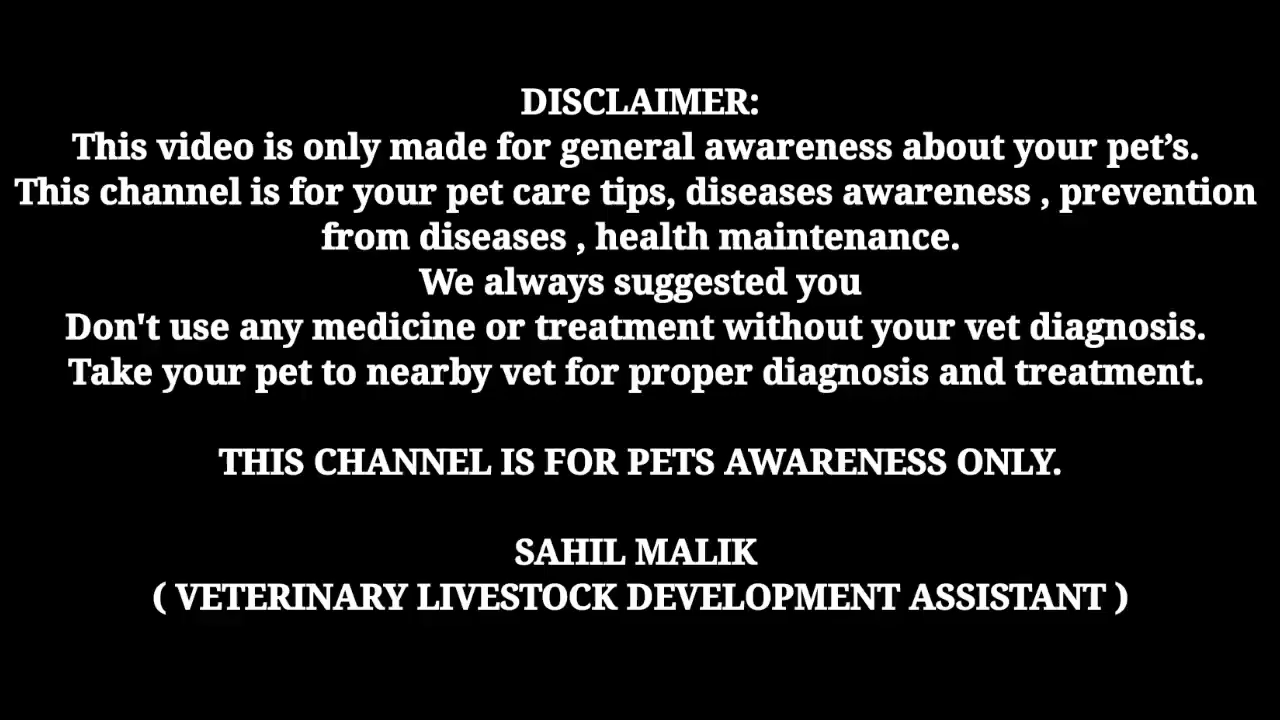 DISCLAIMER:
This video is only made for general awareness about your pet’s.
This channel is for your pet care tips, diseases awareness , prevention
from diseases , health maintenance.
We always suggested you
Don't use any medicine or treatment without your vet diagnosis.
Take your pet to nearby vet for proper diagnosis and treatment.
THIS CHANNEL IS FOR PETS AWARENESS ONLY.
SAHIL MALIK
( VETERINARY LIVESTOCK DEVELOPMENT ASSISTANT )